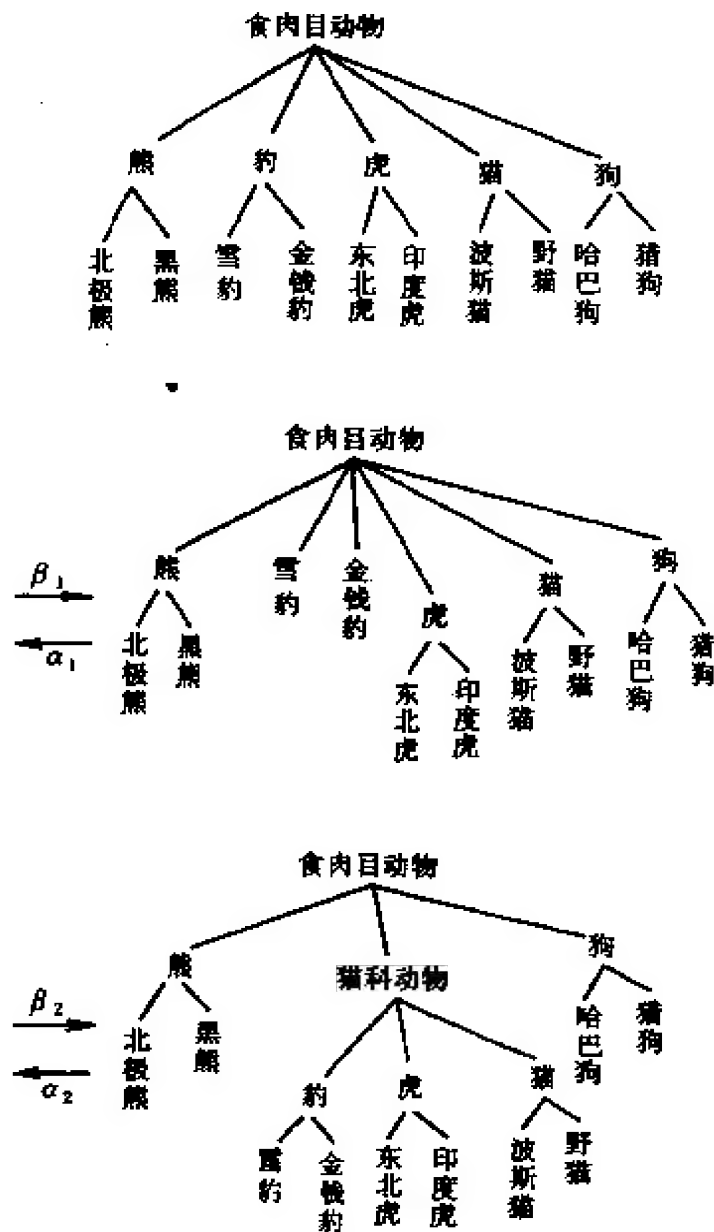 食肉目动物
熊 豹 虎 猫 狗
北极熊 黑熊 雪豹 金钱豹 东北虎 印度虎 波斯猫 野猫 哈巴狗 猎狗
食肉目动物
熊 雪豹 金钱豹 虎 猫 狗
β₁
α₁
北极熊 黑熊 东北虎 印度虎 波斯猫 野猫 哈巴狗 猎狗
食肉目动物
熊 猫科动物 狗
β₂
α₂
北极熊 黑熊 豹 虎 猫 哈巴狗 猎狗
雪豹 金钱豹 东北虎 印度虎 波斯猫 野猫